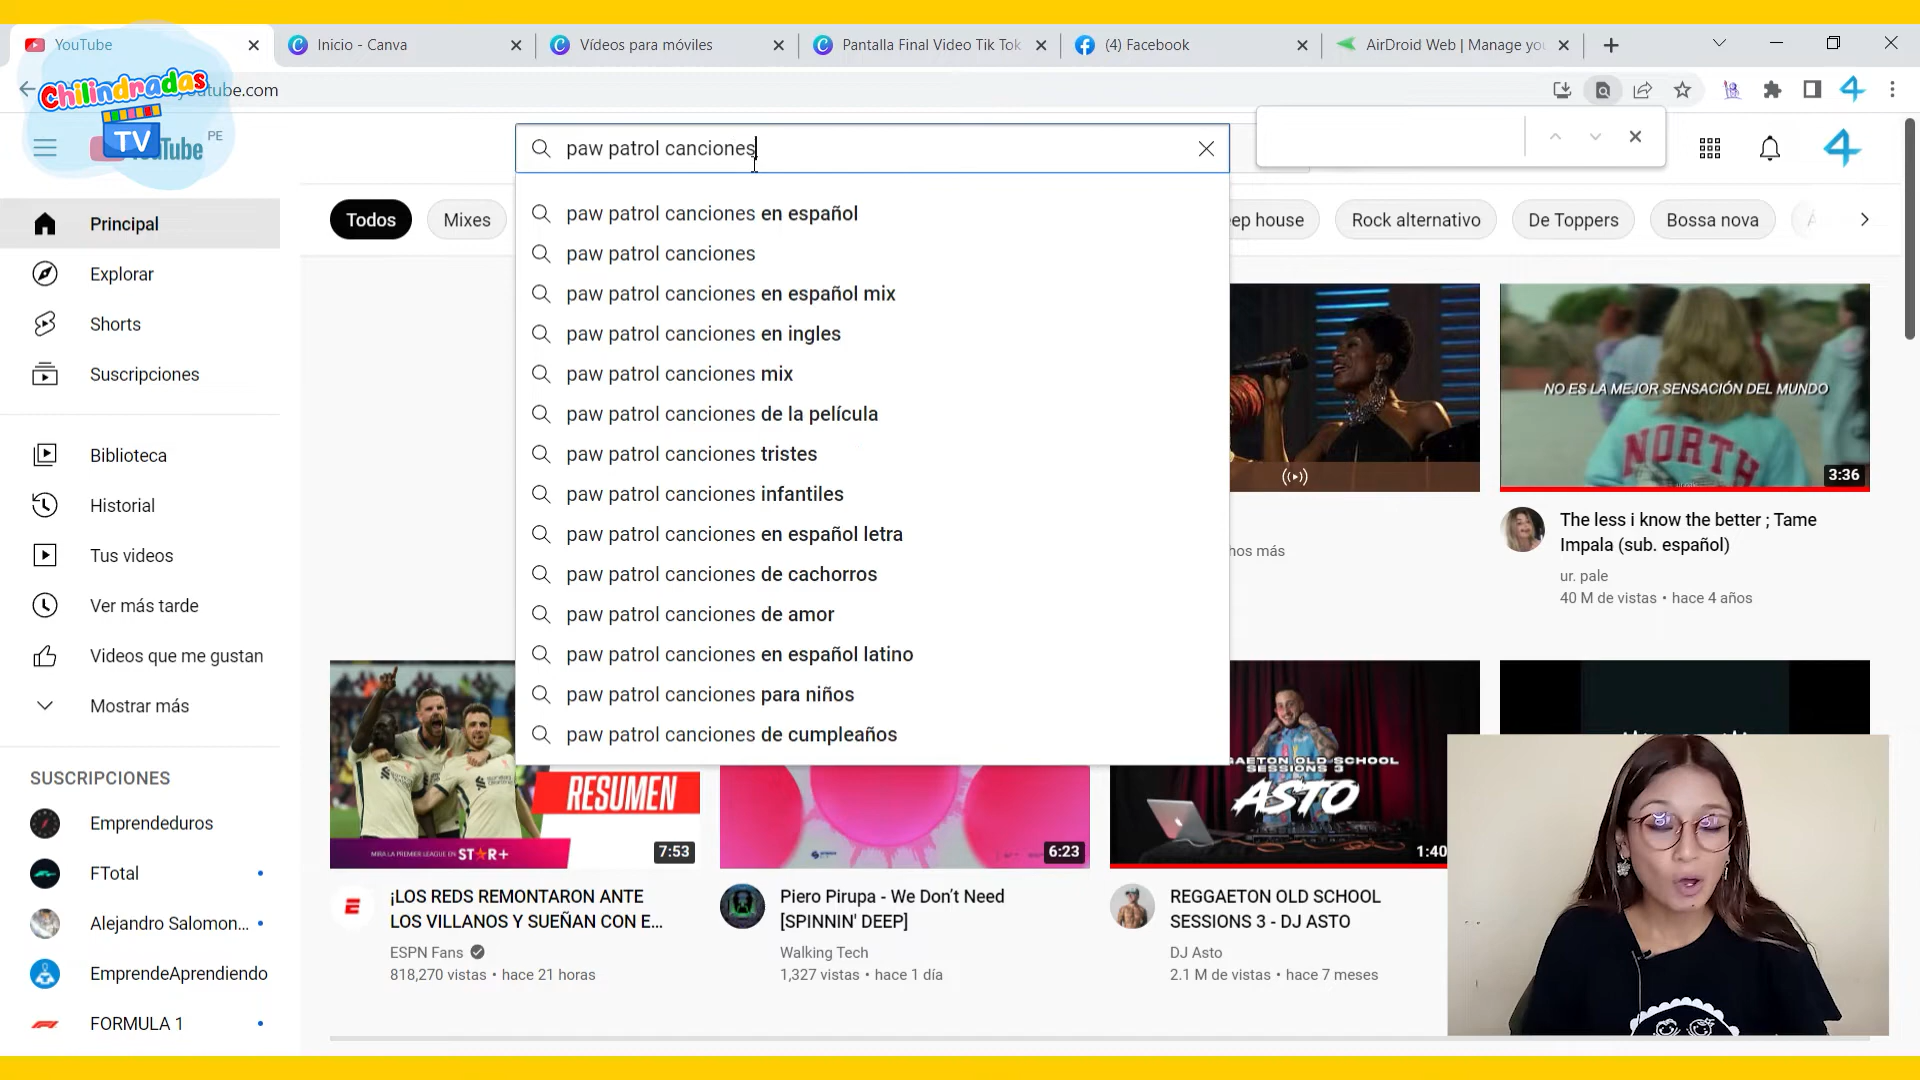 YouTube
Inicio - Canva
Vídeos para móviles
Pantalla Final Video Tik Tok
(4) Facebook
AirDroid Web | Manage you
Chilindradas
TV
utube.com
PE
Tube
paw patrol canciones
paw patrol canciones en español
paw patrol canciones
paw patrol canciones en español mix
paw patrol canciones en ingles
paw patrol canciones mix
paw patrol canciones de la película
paw patrol canciones tristes
paw patrol canciones infantiles
paw patrol canciones en español letra
paw patrol canciones de cachorros
paw patrol canciones de amor
paw patrol canciones en español latino
paw patrol canciones para niños
paw patrol canciones de cumpleaños
Todos
Mixes
ep house
Rock alternativo
De Toppers
Bossa nova
Principal
Explorar
Shorts
Suscripciones
Biblioteca
Historial
Tus videos
Ver más tarde
Videos que me gustan
Mostrar más
SUSCRIPCIONES
Emprendeduros
FTotal
Alejandro Salomon...
EmprendeAprendiendo
FORMULA 1
hos más
NO ES LA MEJOR SENSACIÓN DEL MUNDO
NORTH
3:36
The less i know the better ; Tame
Impala (sub. español)
ur. pale
40 M de vistas • hace 4 años
RESUMEN
MIRA LA PREMIER LEAGUE EN STAR+
7:53
¡LOS REDS REMONTARON ANTE
LOS VILLANOS Y SUEÑAN CON E...
ESPN Fans
818,270 vistas • hace 21 horas
6:23
Piero Pirupa - We Don't Need
[SPINNIN' DEEP]
Walking Tech
1,327 vistas • hace 1 día
GAETON OLD SCHOOL
SESSIONS 3
ASTO
1:40
REGGAETON OLD SCHOOL
SESSIONS 3 - DJ ASTO
DJ Asto
2.1 M de vistas • hace 7 meses